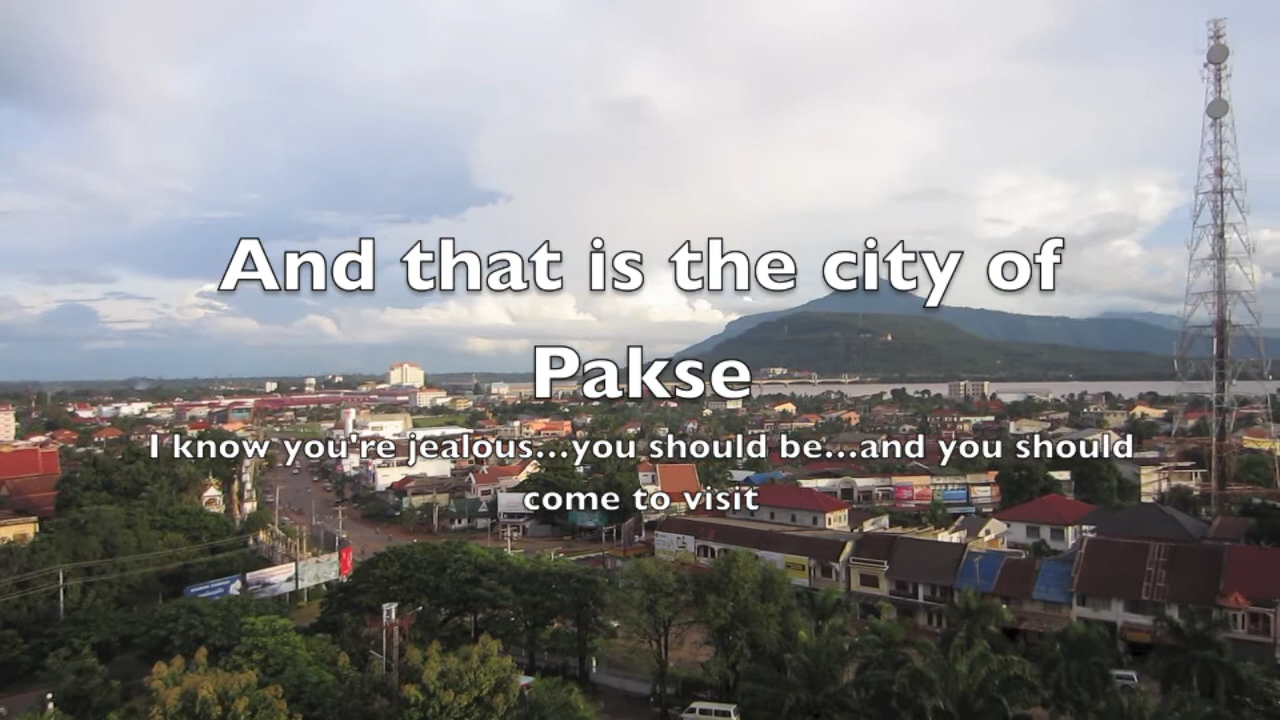 And that is the city of
Pakse
I know you're jealous...you should be...and you should
come to visit